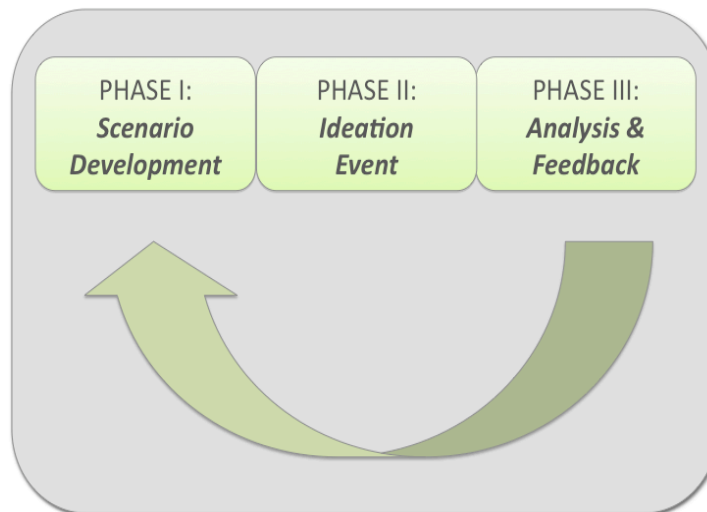 PHASE I:
Scenario
Development
PHASE II:
Ideation
Event
PHASE III:
Analysis &
Feedback